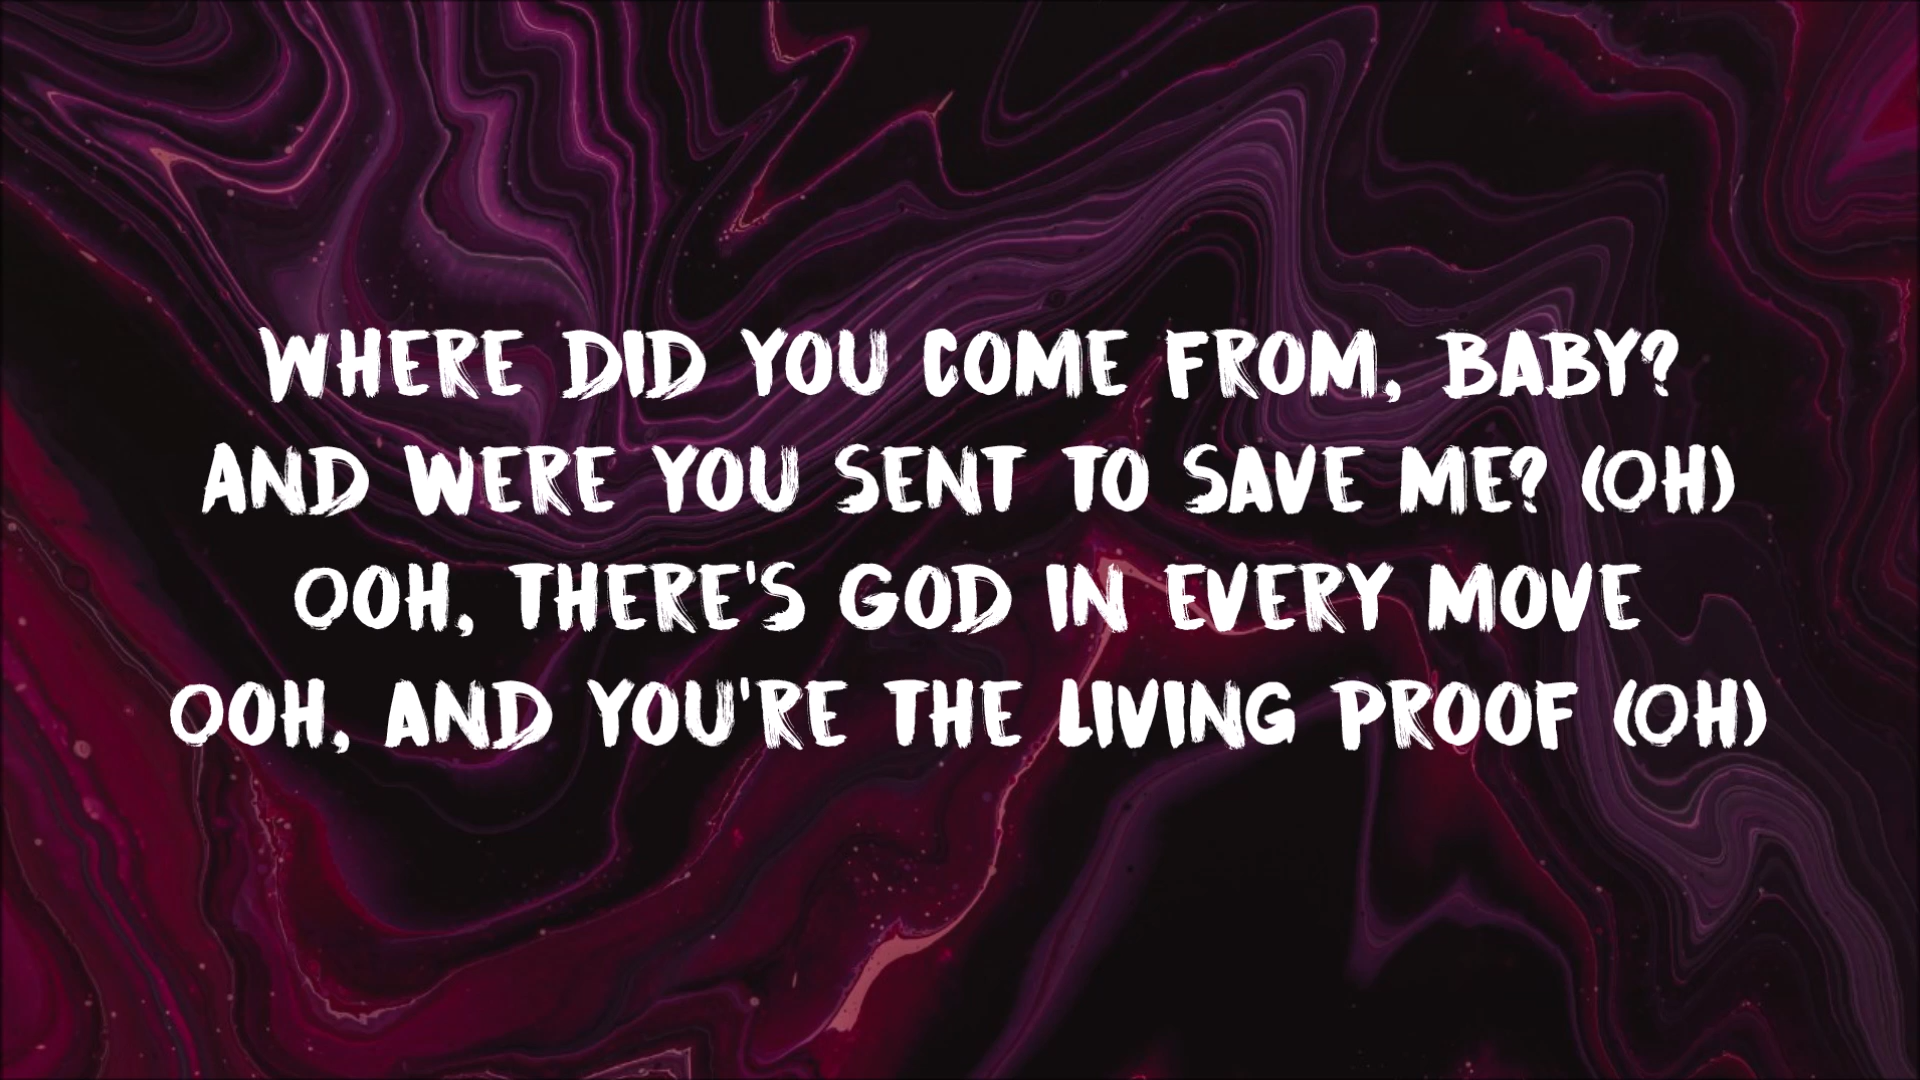 WHERE DID YOU COME FROM, BABY?
AND WERE YOU SENT TO SAVE ME? (OH)
OOH, THERE'S GOD IN EVERY MOVE
OOH, AND YOU'RE THE LIVING PROOF (OH)